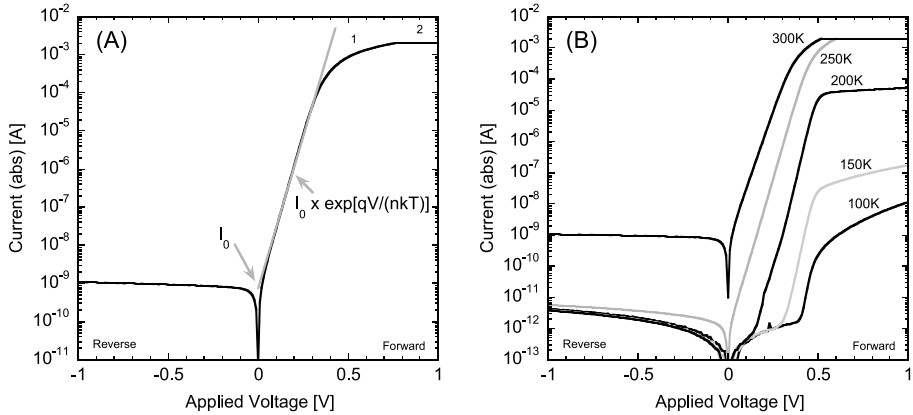 (A)
1
2
I₀ x exp[qV/(nkT)]
I₀
Reverse
Forward
10⁻²
10⁻³
10⁻⁴
10⁻⁵
10⁻⁶
10⁻⁷
10⁻⁸
10⁻⁹
10⁻¹⁰
10⁻¹¹
Current (abs) [A]
-1
-0.5
0
0.5
1
Applied Voltage [V]
(B)
300K
250K
200K
150K
100K
Reverse
Forward
10⁻²
10⁻³
10⁻⁴
10⁻⁵
10⁻⁶
10⁻⁷
10⁻⁸
10⁻⁹
10⁻¹⁰
10⁻¹¹
10⁻¹²
10⁻¹³
Current (abs) [A]
-1
-0.5
0
0.5
1
Applied Voltage [V]